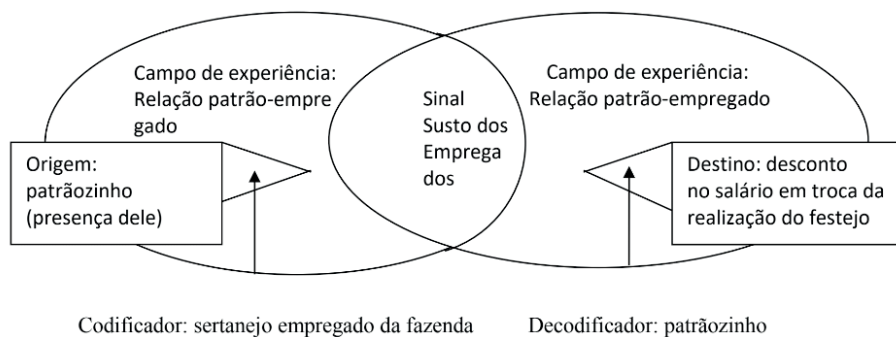 Campo de experiência:
Relação patrão-empre
gado
Origem:
patrãozinho
(presença dele)
Sinal
Susto dos
Emprega
dos
Campo de experiência:
Relação patrão-empregado
Destino: desconto
no salário em troca da
realização do festejo
Codificador: sertanejo empregado da fazenda
Decodificador: patrãozinho